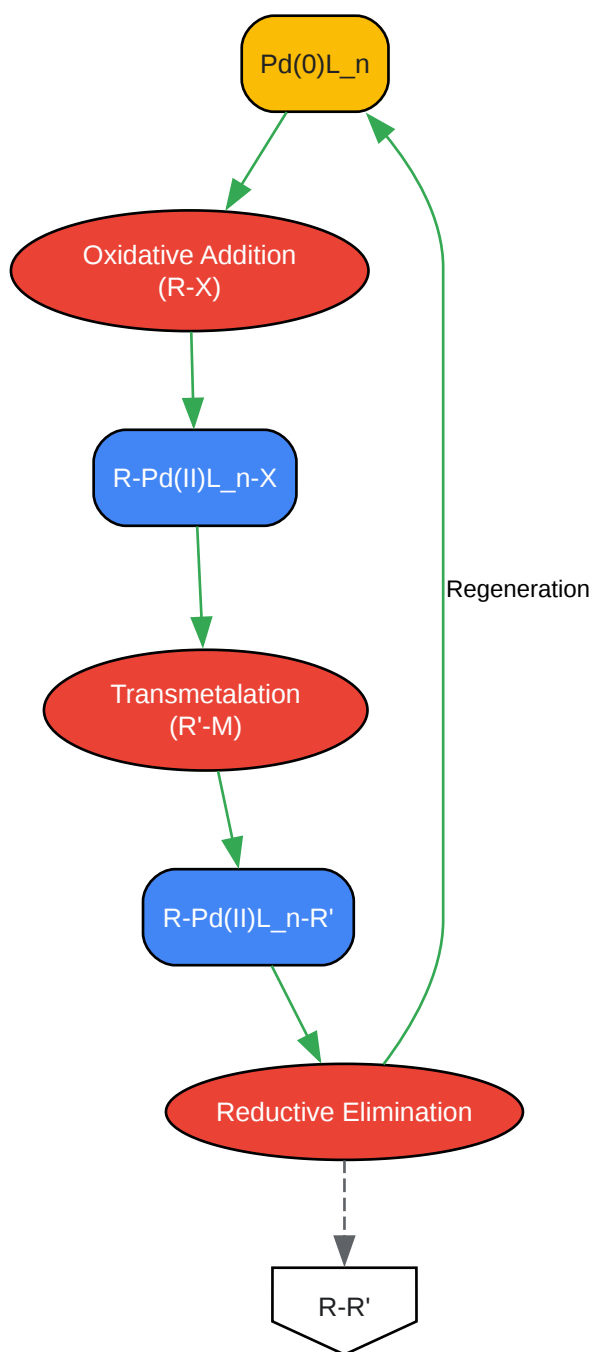 Pd(0)L_n
Oxidative Addition
(R-X)
R-Pd(II)L_n-X
Regeneration
Transmetalation
(R'-M)
R-Pd(II)L_n-R'
Reductive Elimination
R-R'